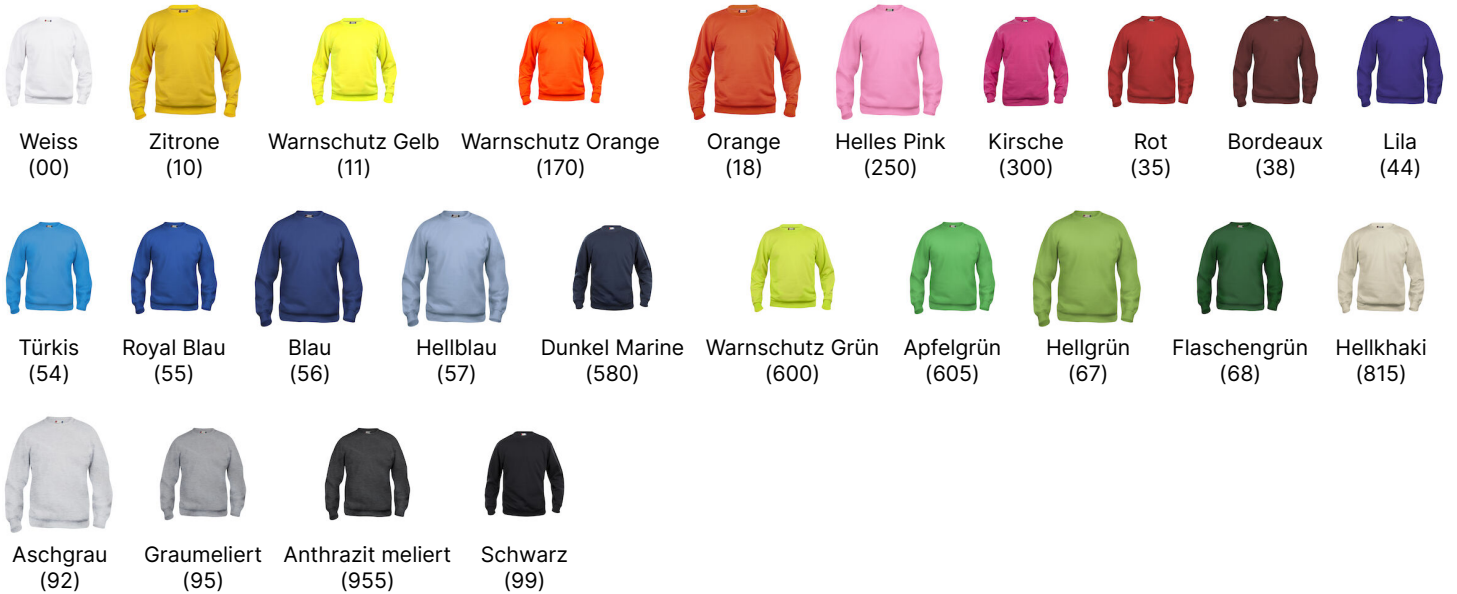 Weiss Zitrone Warnschutz Gelb Warnschutz Orange Orange Helles Pink Kirsche Rot Bordeaux Lila
(00) (10) (11) (170) (18) (250) (300) (35) (38) (44)
Türkis Royal Blau Blau Hellblau Dunkel Marine Warnschutz Grün Apfelgrün Hellgrün Flaschengrün Hellkhaki
(54) (55) (56) (57) (580) (600) (605) (67) (68) (815)
Aschgrau Graumeliert Anthrazit meliert Schwarz
(92) (95) (955) (99)